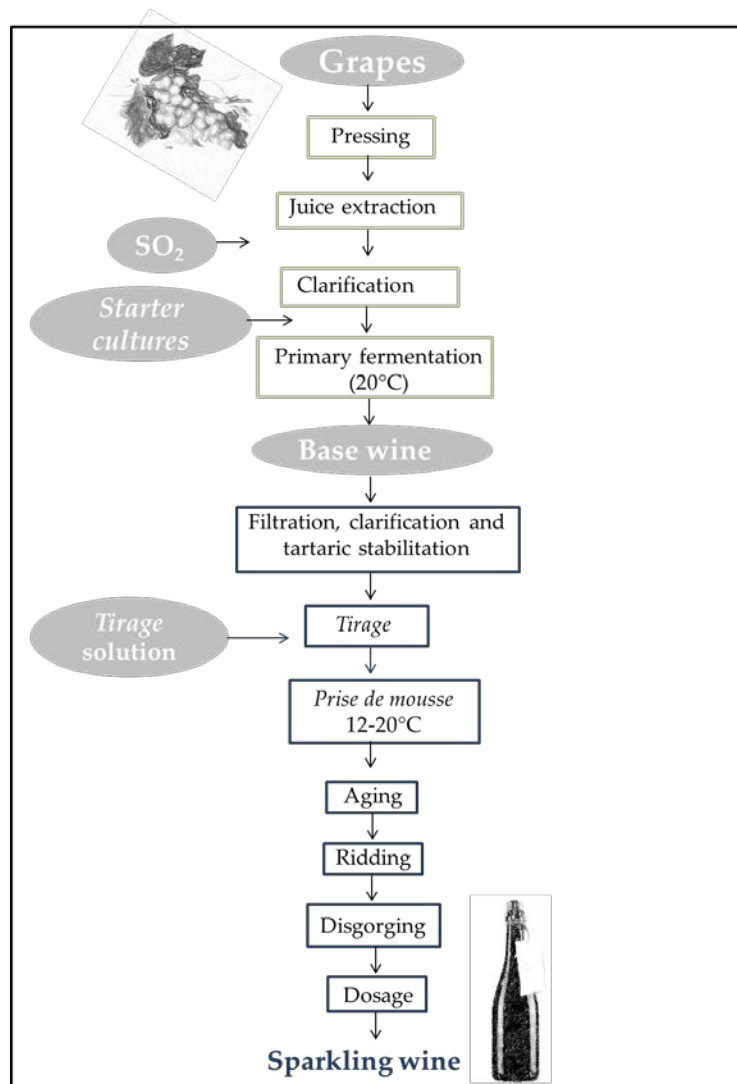 Grapes
Pressing
Juice extraction
SO₂
Clarification
Starter
cultures
Primary fermentation
(20°C)
Base wine
Filtration, clarification and
tartaric stabilitation
Tirage
solution
Tirage
Prise de mousse
12-20°C
Aging
Ridding
Disgorging
Dosage
Sparkling wine